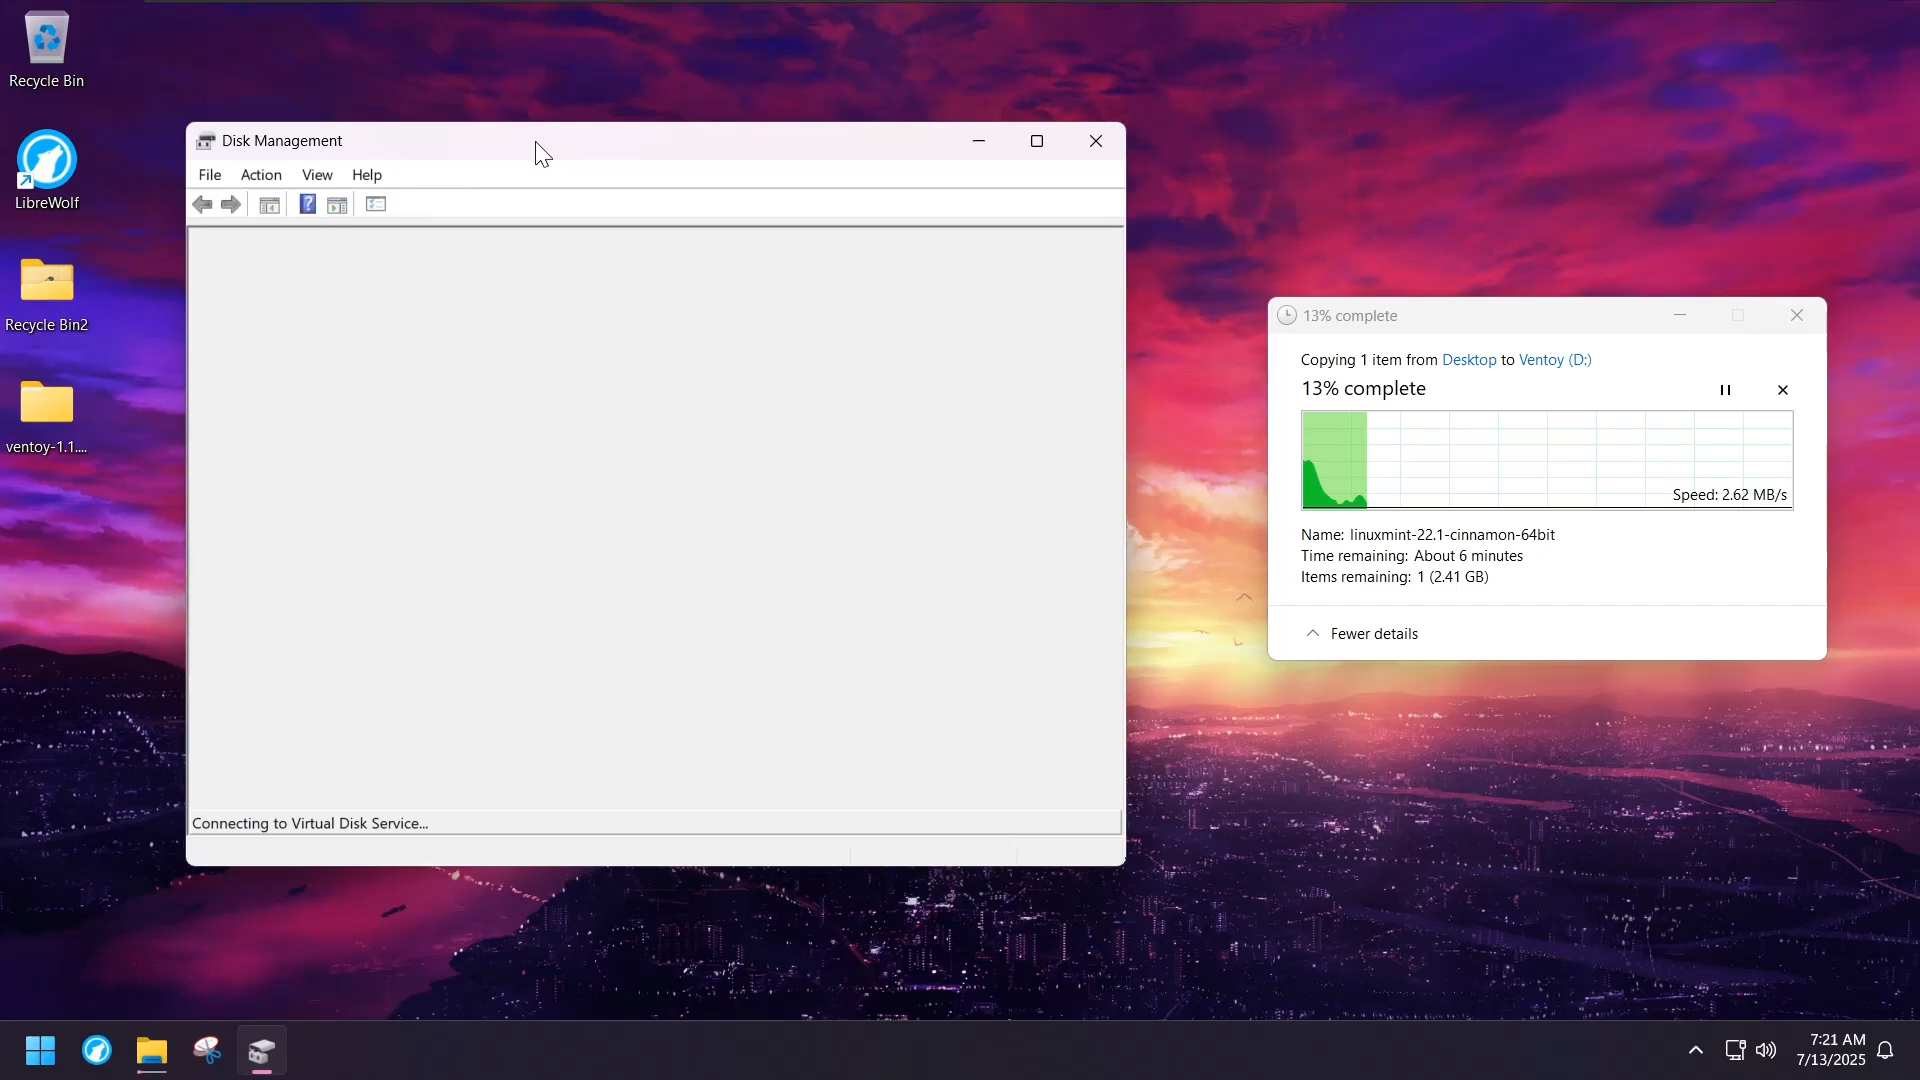 Recycle Bin
LibreWolf
Recycle Bin2
ventoy-1.1....
Disk Management
File Action View Help
Connecting to Virtual Disk Service...
13% complete
Copying 1 item from Desktop to Ventoy (D:)
13% complete
Speed: 2.62 MB/s
Name: linuxmint-22.1-cinnamon-64bit
Time remaining: About 6 minutes
Items remaining: 1 (2.41 GB)
Fewer details
7:21 AM
7/13/2025